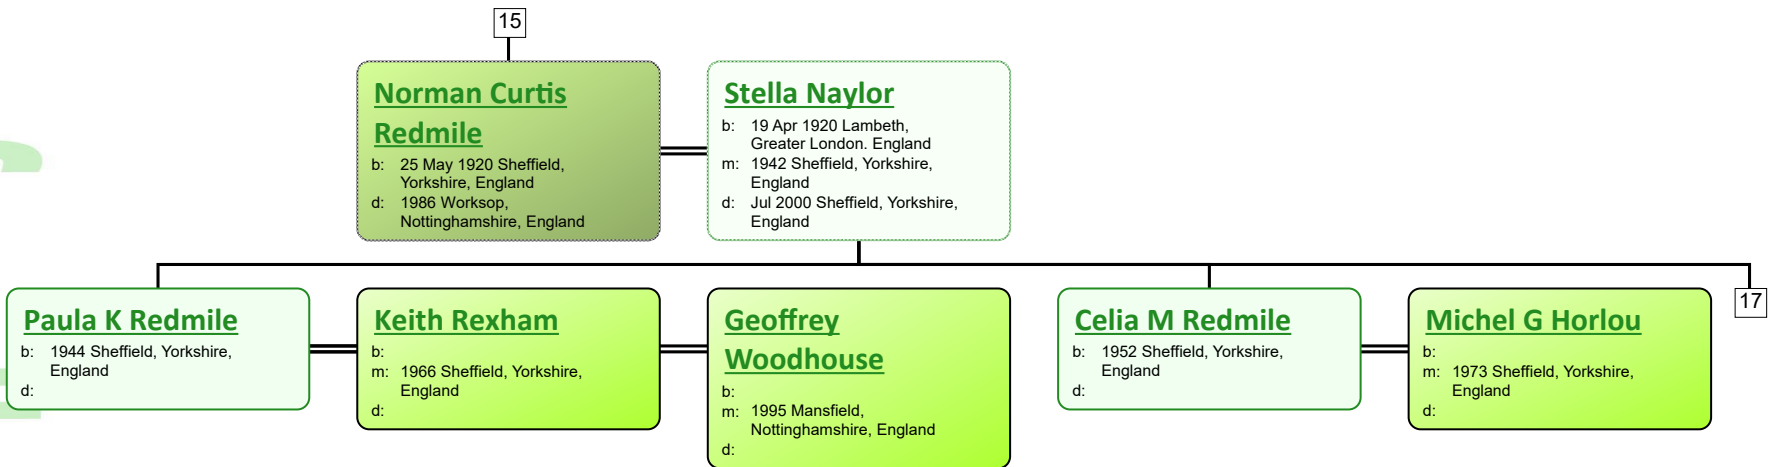 15
Norman Curtis
Redmile
b: 25 May 1920 Sheffield,
Yorkshire, England
d: 1986 Worksop,
Nottinghamshire, England
Stella Naylor
b: 19 Apr 1920 Lambeth,
Greater London. England
m: 1942 Sheffield, Yorkshire,
England
d: Jul 2000 Sheffield, Yorkshire,
England
Paula K Redmile
b: 1944 Sheffield, Yorkshire,
England
d:
Keith Rexham
b:
m: 1966 Sheffield, Yorkshire,
England
d:
Geoffrey
Woodhouse
b:
m: 1995 Mansfield,
Nottinghamshire, England
d:
Celia M Redmile
b: 1952 Sheffield, Yorkshire,
England
d:
Michel G Horlou
b:
m: 1973 Sheffield, Yorkshire,
England
d:
17